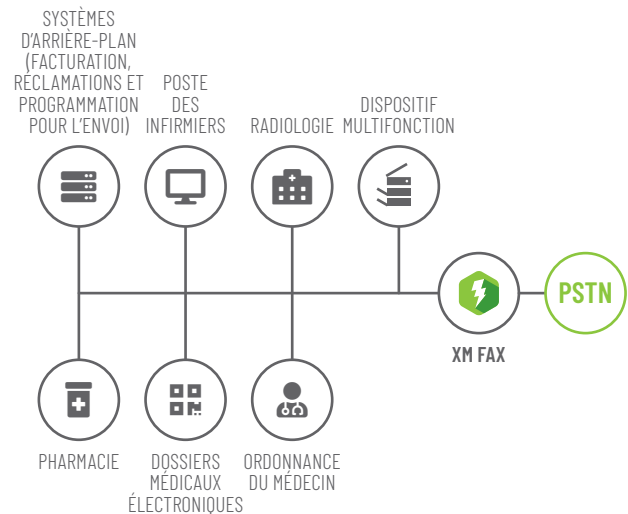 SYSTÈMES
D'ARRIÈRE-PLAN
(FACTURATION,
RÉCLAMATIONS ET
PROGRAMMATION
POUR L'ENVOI)
POSTE
DES
INFIRMIERS
RADIOLOGIE
DISPOSITIF
MULTIFONCTION
PSTN
XM FAX
PHARMACIE
DOSSIERS
MÉDICAUX
ÉLECTRONIQUES
ORDONNANCE
DU MÉDECIN